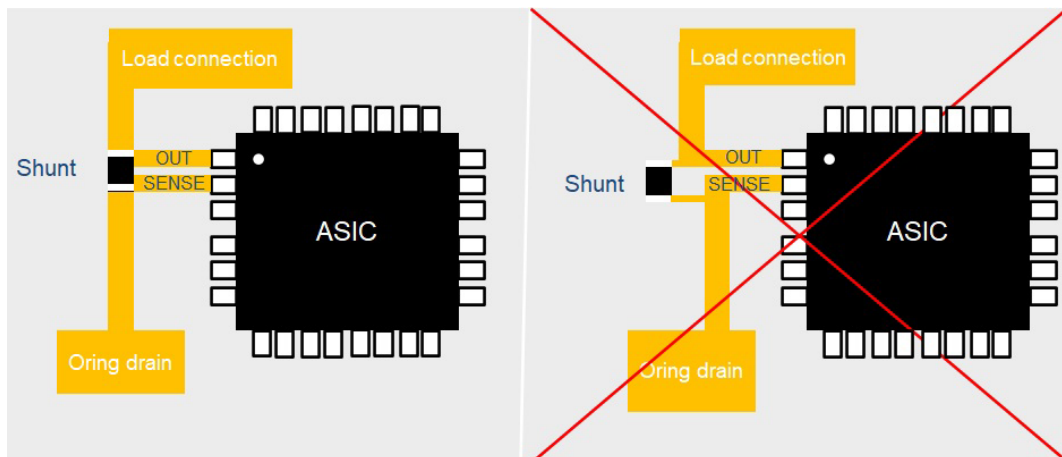 Load connection
Shunt
OUT
SENSE
ASIC
Oring drain
Load connection
Shunt
OUT
SENSE
ASIC
Oring drain